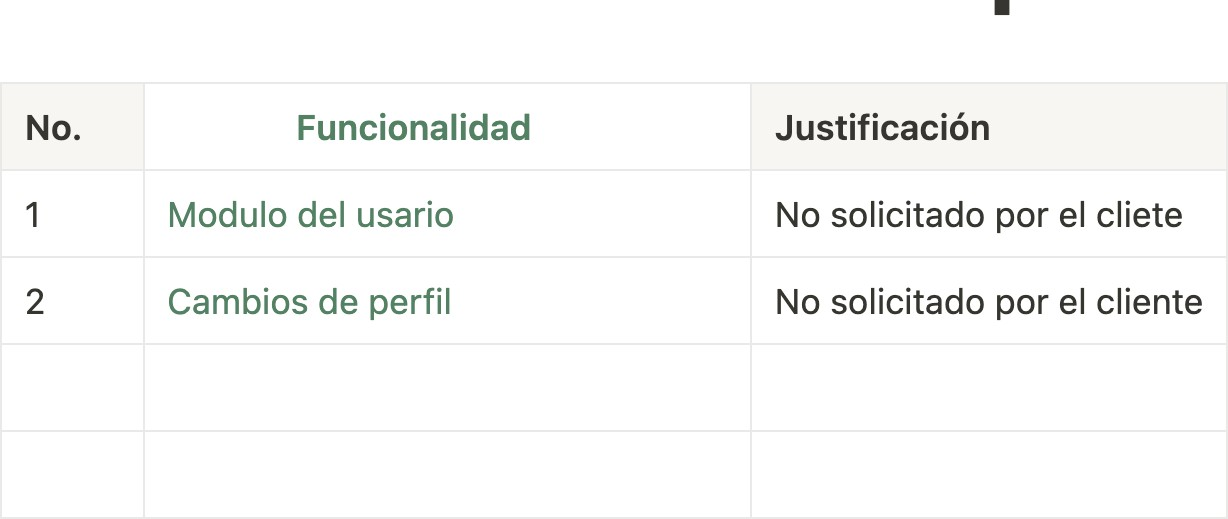 No. Funcionalidad Justificación
1 Modulo del usario No solicitado por el cliete
2 Cambios de perfil No solicitado por el cliente